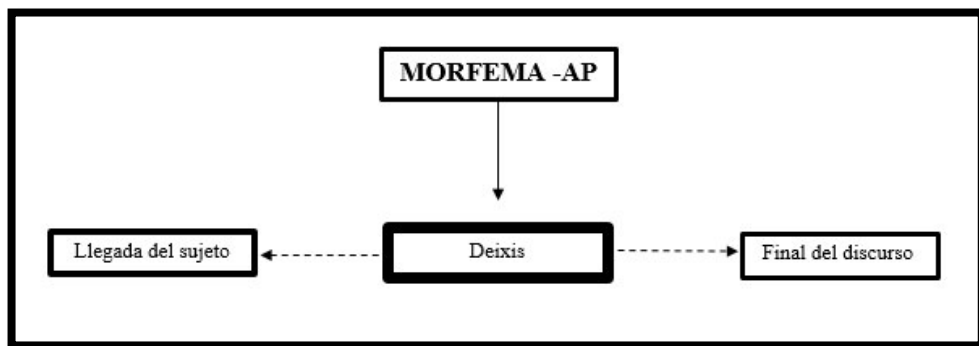 MORFEMA -AP
Llegada del sujeto
Deixis
Final del discurso